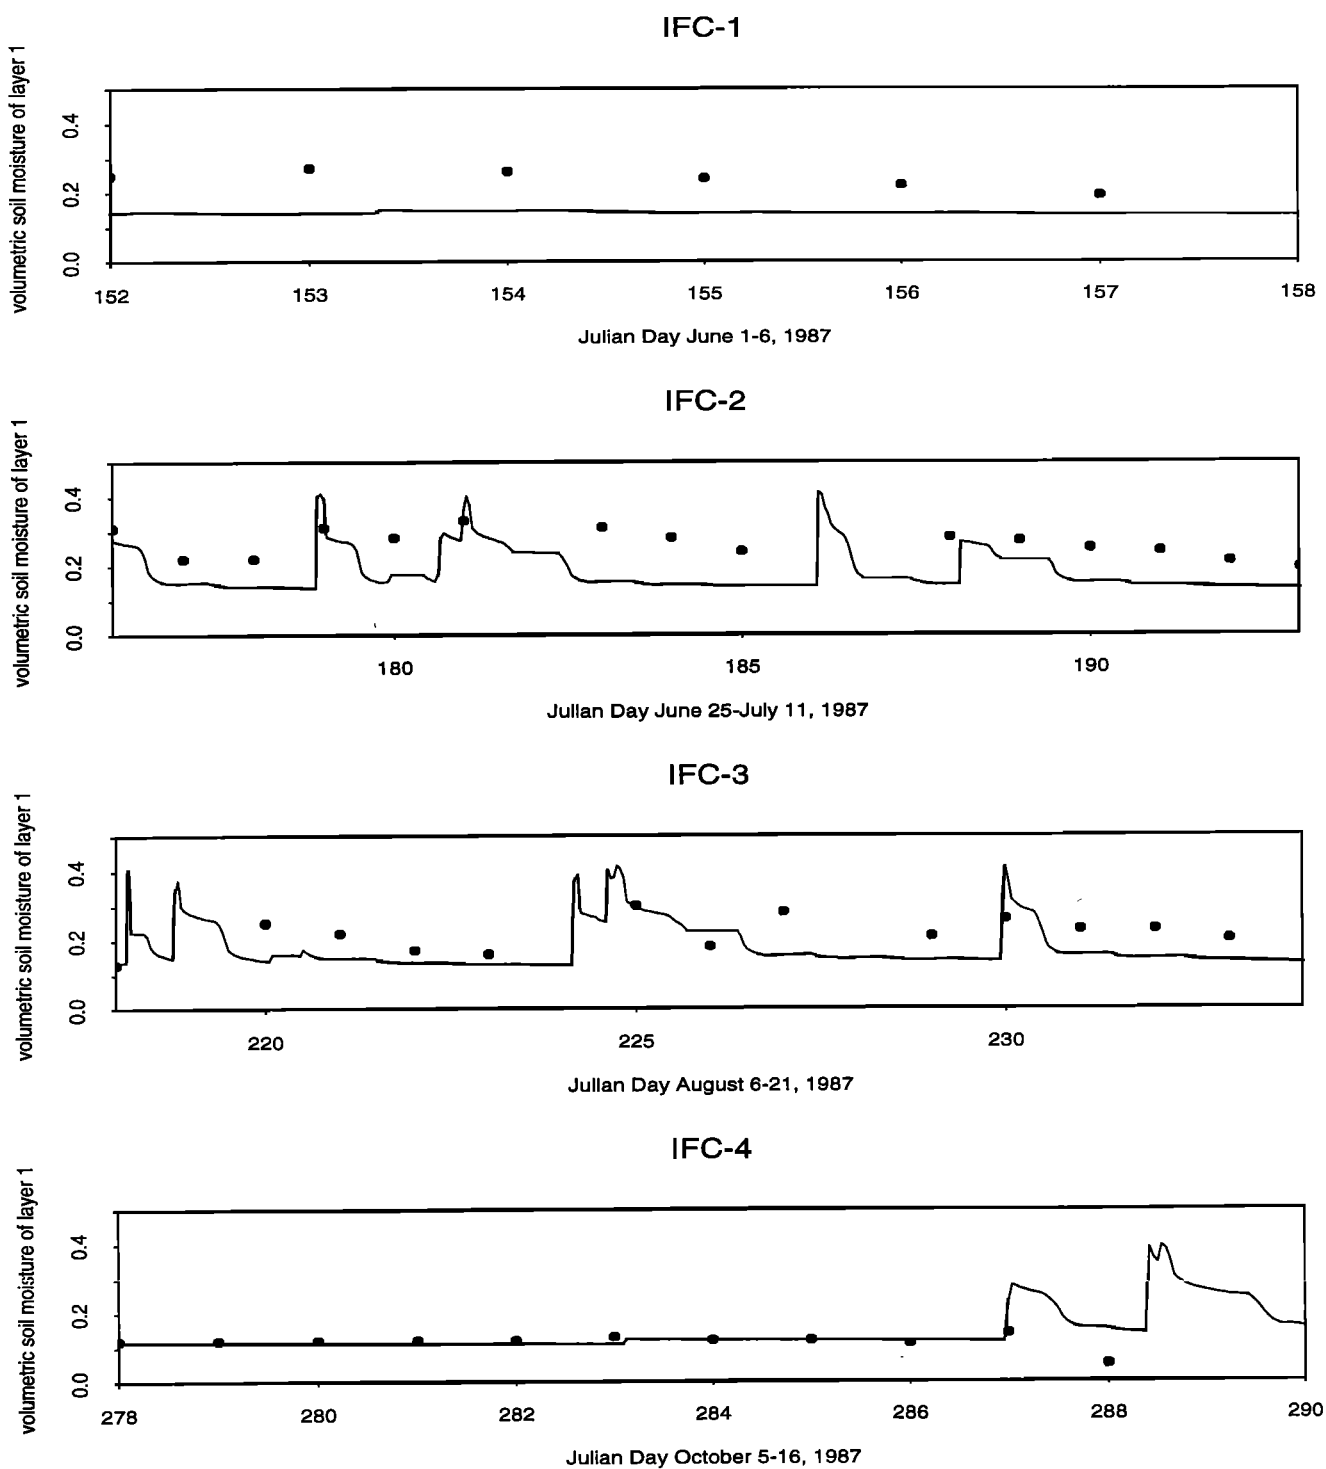 IFC-1
volumetric soil moisture of layer 1
0.4
0.2
0.0
152 153 154 155 156 157 158
Julian Day June 1-6, 1987
IFC-2
volumetric soil moisture of layer 1
0.4
0.2
0.0
180 185 190
Julian Day June 25-July 11, 1987
IFC-3
volumetric soil moisture of layer 1
0.4
0.2
0.0
220 225 230
Julian Day August 6-21, 1987
IFC-4
volumetric soil moisture of layer 1
0.4
0.2
0.0
278 280 282 284 286 288 290
Julian Day October 5-16, 1987